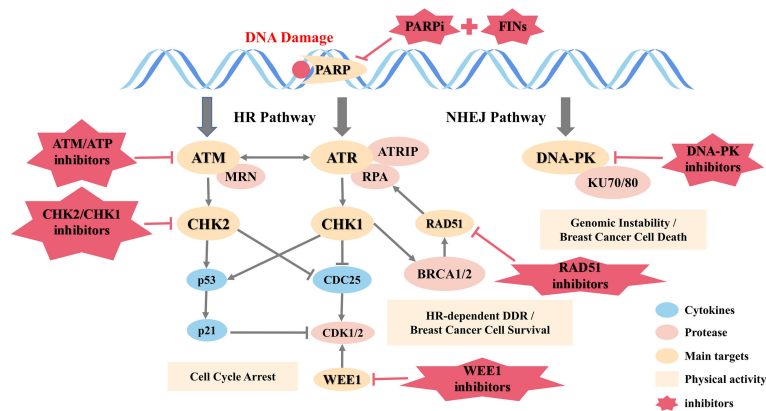 DNA Damage
PARPi
FINs
PARP
HR Pathway
NHEJ Pathway
ATM/ATP
inhibitors
ATM
MRN
ATR
ATRIP
RPA
DNA-PK
KU70/80
DNA-PK
inhibitors
CHK2/CHK1
inhibitors
CHK2
CHK1
RAD51
Genomic Instability /
Breast Cancer Cell Death
p53
CDC25
BRCA1/2
RAD51
inhibitors
p21
CDK1/2
HR-dependent DDR /
Breast Cancer Cell Survival
Cell Cycle Arrest
WEE1
WEE1
inhibitors
Cytokines
Protease
Main targets
Physical activity
inhibitors